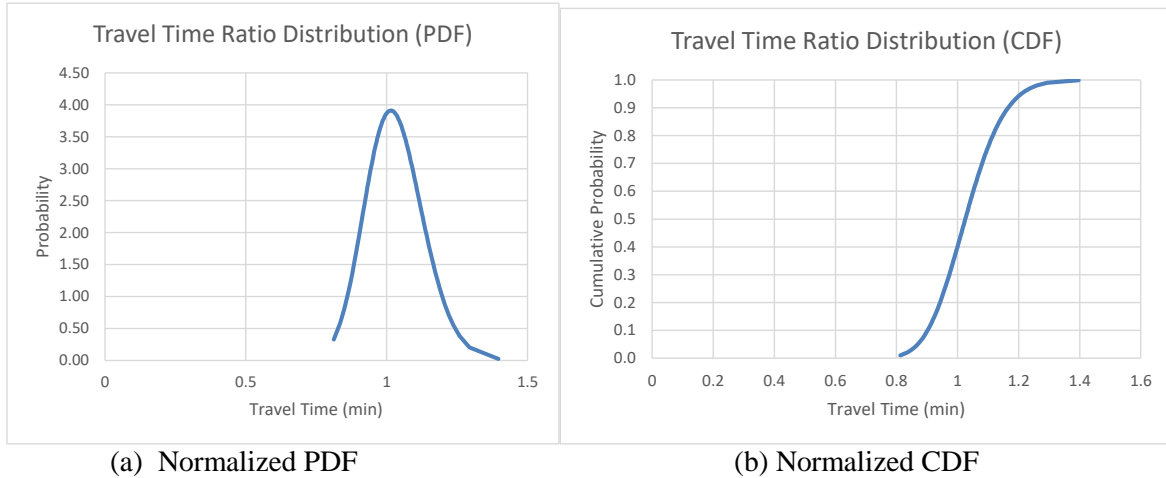 Travel Time Ratio Distribution (PDF)
4.50
4.00
3.50
3.00
2.50
2.00
1.50
1.00
0.50
0.00
Probability
0 0.5 1 1.5
Travel Time (min)
(a) Normalized PDF
Travel Time Ratio Distribution (CDF)
1.0
0.9
0.8
0.7
0.6
0.5
0.4
0.3
0.2
0.1
0.0
Cumulative Probability
0 0.2 0.4 0.6 0.8 1 1.2 1.4 1.6
Travel Time (min)
(b) Normalized CDF